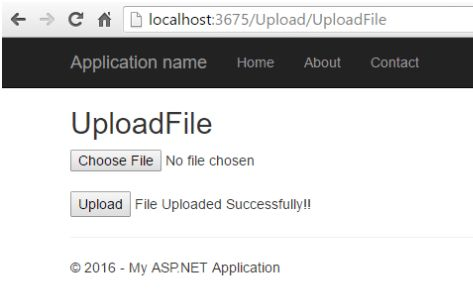 localhost:3675/Upload/UploadFile
Application name Home About Contact
UploadFile
Choose File No file chosen
Upload File Uploaded Successfully!!
© 2016 - My ASP.NET Application